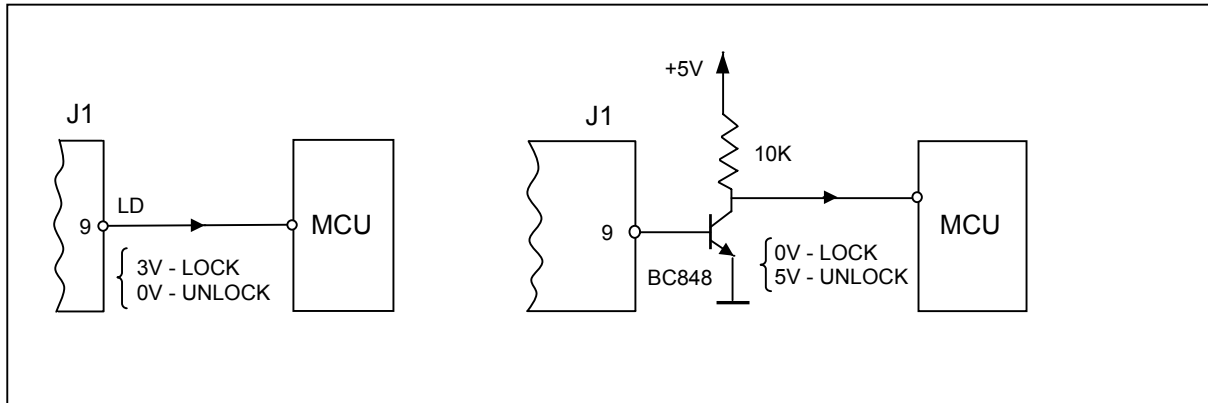 J1
9
LD
3V - LOCK
0V - UNLOCK
MCU
+5V
J1
10K
9
BC848
0V - LOCK
5V - UNLOCK
MCU